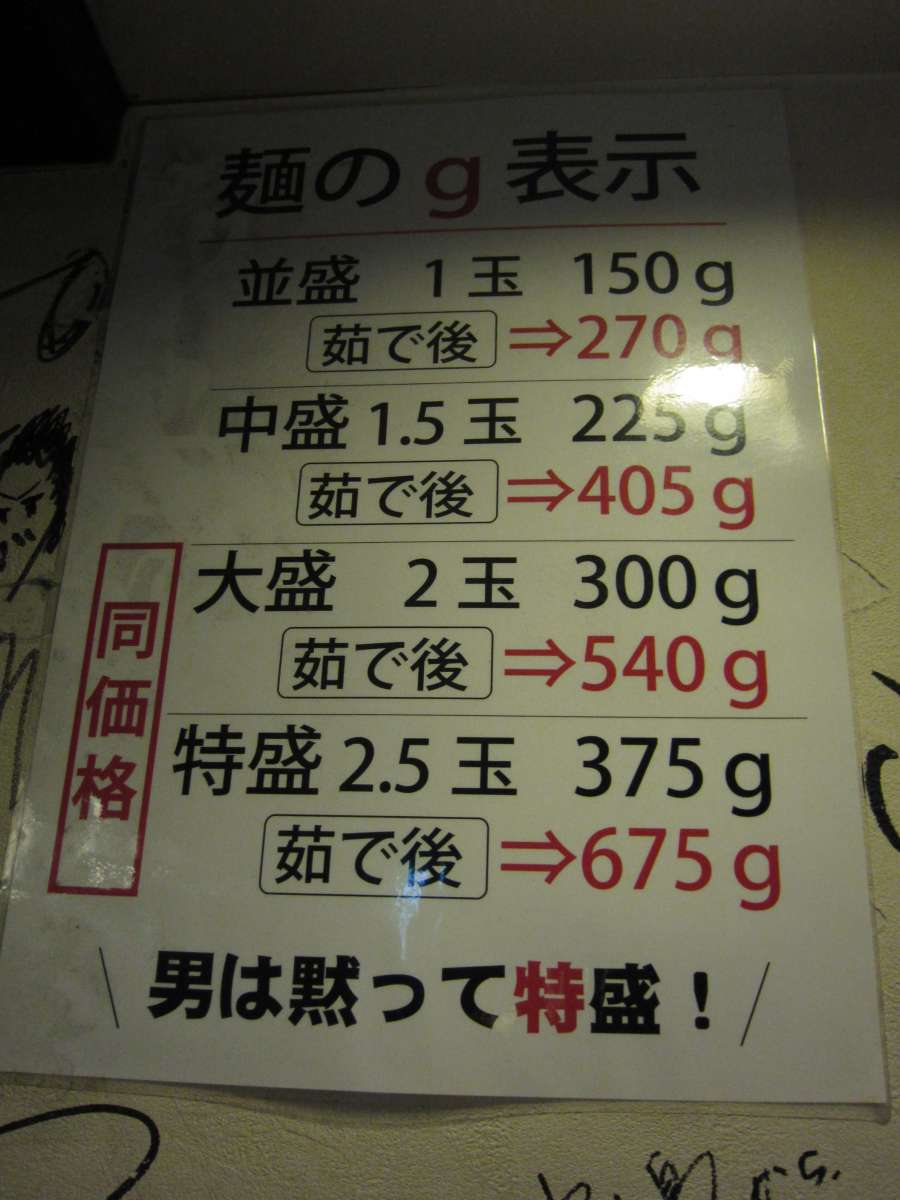 麺のg表示
並盛 1玉 150g
茹で後 ⇒270g
中盛 1.5玉 225g
茹で後 ⇒405g
大盛 2玉 300g
茹で後 ⇒540g
特盛 2.5玉 375g
茹で後 ⇒675g
同価格
\ 男は黙って特盛！ /